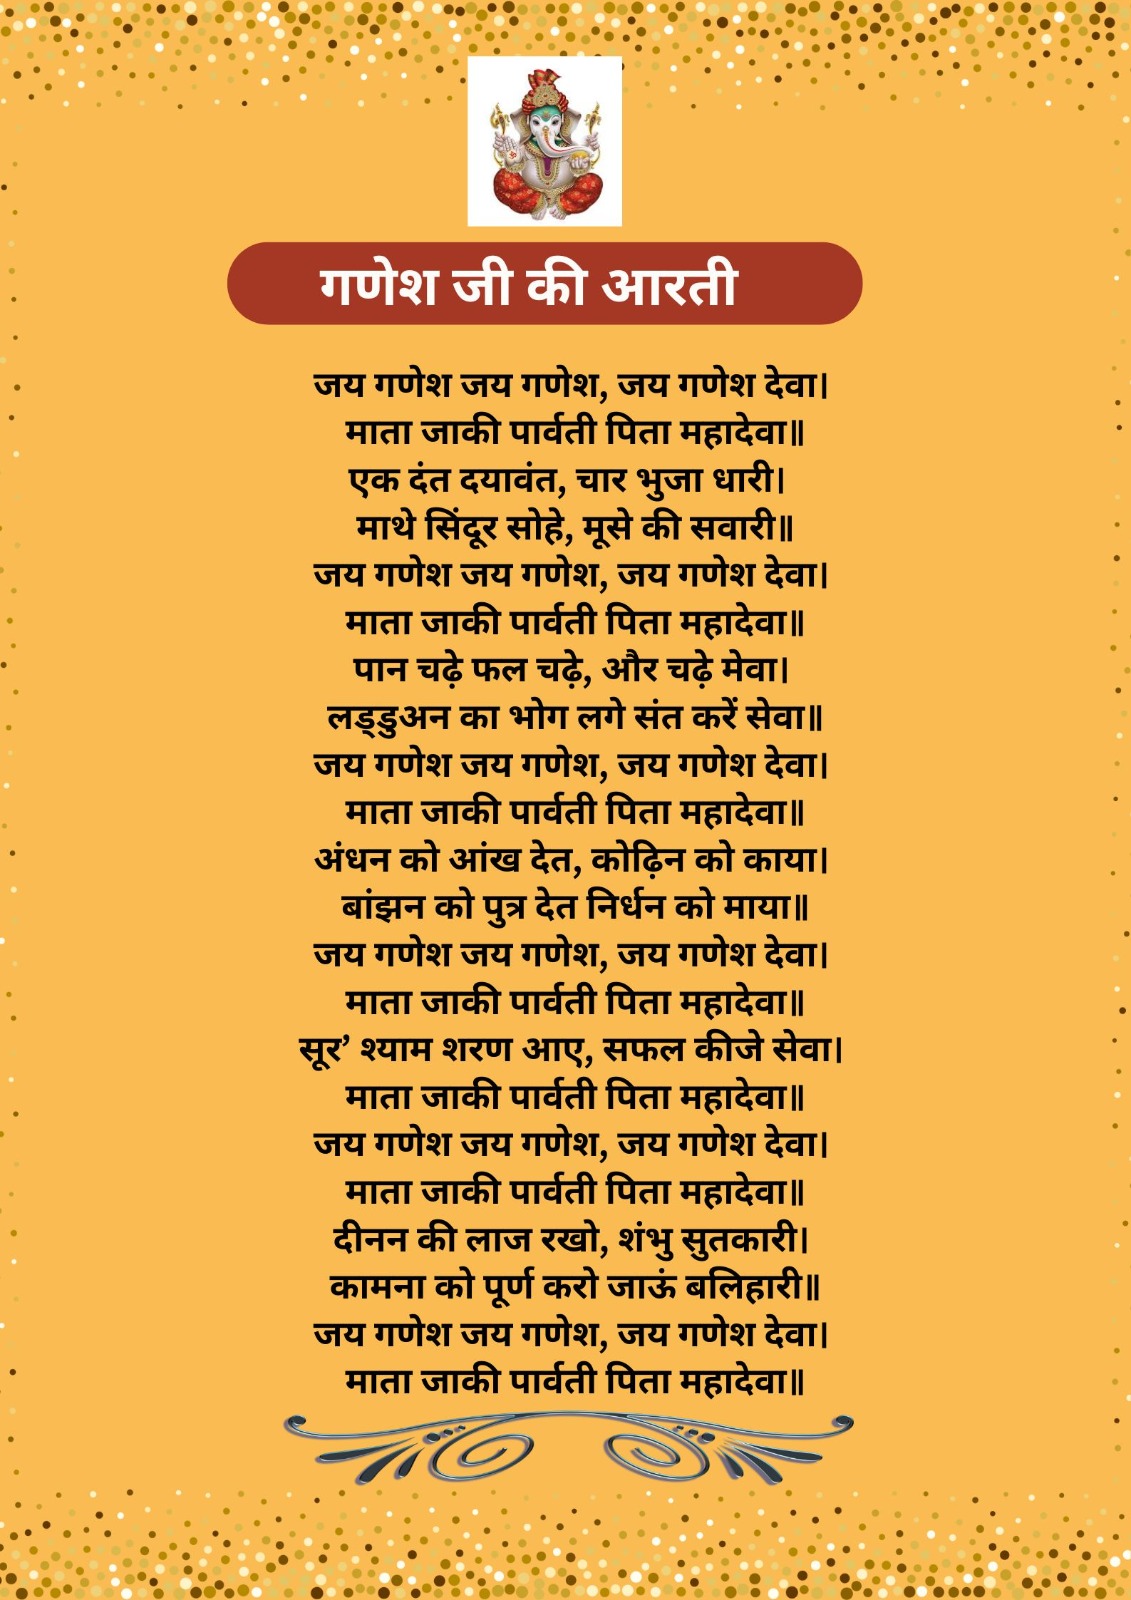 गणेश जी की आरती
जय गणेश जय गणेश, जय गणेश देवा।
माता जाकी पार्वती पिता महादेवा॥
एक दंत दयावंत, चार भुजा धारी।
माथे सिंदूर सोहे, मूसे की सवारी॥
जय गणेश जय गणेश, जय गणेश देवा।
माता जाकी पार्वती पिता महादेवा॥
पान चढ़े फल चढ़े, और चढ़े मेवा।
लड्डुअन का भोग लगे संत करें सेवा॥
जय गणेश जय गणेश, जय गणेश देवा।
माता जाकी पार्वती पिता महादेवा॥
अंधन को आंख देत, कोढ़िन को काया।
बांझन को पुत्र देत निर्धन को माया॥
जय गणेश जय गणेश, जय गणेश देवा।
माता जाकी पार्वती पिता महादेवा॥
सूर’ श्याम शरण आए, सफल कीजे सेवा।
माता जाकी पार्वती पिता महादेवा॥
जय गणेश जय गणेश, जय गणेश देवा।
माता जाकी पार्वती पिता महादेवा॥
दीनन की लाज रखो, शंभु सुतकारी।
कामना को पूर्ण करो जाऊं बलिहारी॥
जय गणेश जय गणेश, जय गणेश देवा।
माता जाकी पार्वती पिता महादेवा॥